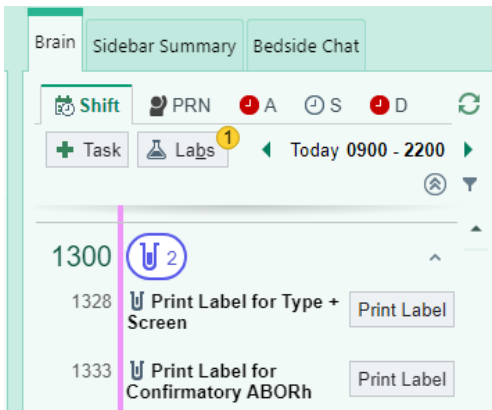 Brain Sidebar Summary Bedside Chat
Shift PRN A S D
Task Labs 1 Today 0900 - 2200
1300 2
1328 Print Label for Type + Print Label
Screen
1333 Print Label for Print Label
Confirmatory ABORh